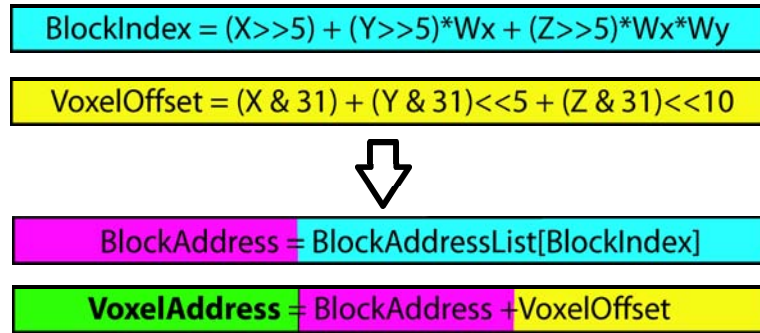 BlockIndex = (X>>5) + (Y>>5)*Wx + (Z>>5)*Wx*Wy
VoxelOffset = (X & 31) + (Y & 31)<<5 + (Z & 31)<<10
BlockAddress = BlockAddressList[BlockIndex]
VoxelAddress = BlockAddress +VoxelOffset